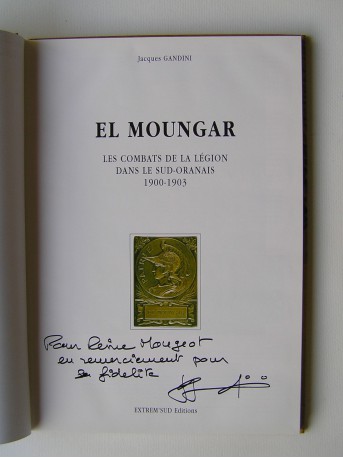 Jacques GANDINI
EL MOUNGAR
LES COMBATS DE LA LÉGION
DANS LE SUD-ORANAIS
1900-1903
Pour Reine Mougeot
en remerciement pour
sa fidelite
EXTREM'SUD Editions